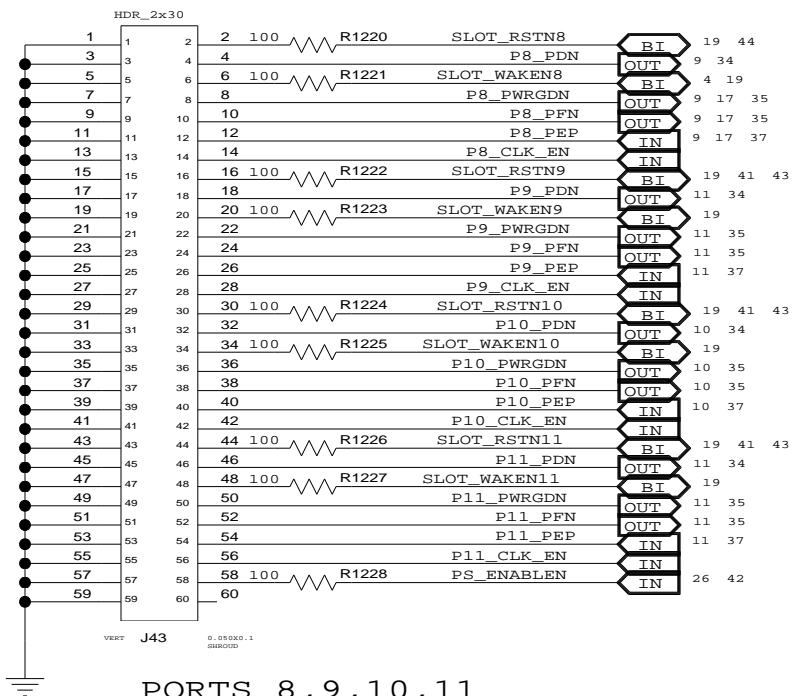 HDR_2x30
1 1 2 2 100 R1220 SLOT_RSTN8 BI 19 44
3 3 4 4 P8_PDN OUT 9 34
5 5 6 6 100 R1221 SLOT_WAKEN8 BI 4 19
7 7 8 8 P8_PWRGDN OUT 9 17 35
9 9 10 10 P8_PFN OUT 9 17 35
11 11 12 12 P8_PEP IN 9 17 37
13 13 14 14 P8_CLK_EN IN
15 15 16 16 100 R1222 SLOT_RSTN9 BI 19 41 43
17 17 18 18 P9_PDN OUT 11 34
19 19 20 20 100 R1223 SLOT_WAKEN9 BI 19
21 21 22 22 P9_PWRGDN OUT 11 35
23 23 24 24 P9_PFN OUT 11 35
25 25 26 26 P9_PEP IN 11 37
27 27 28 28 P9_CLK_EN IN
29 29 30 30 100 R1224 SLOT_RSTN10 BI 19 41 43
31 31 32 32 P10_PDN OUT 10 34
33 33 34 34 100 R1225 SLOT_WAKEN10 BI 19
35 35 36 36 P10_PWRGDN OUT 10 35
37 37 38 38 P10_PFN OUT 10 35
39 39 40 40 P10_PEP IN 10 37
41 41 42 42 P10_CLK_EN IN
43 43 44 44 100 R1226 SLOT_RSTN11 BI 19 41 43
45 45 46 46 P11_PDN OUT 11 34
47 47 48 48 100 R1227 SLOT_WAKEN11 BI 19
49 49 50 50 P11_PWRGDN OUT 11 35
51 51 52 52 P11_PFN OUT 11 35
53 53 54 54 P11_PEP IN 11 37
55 55 56 56 P11_CLK_EN IN
57 57 58 58 100 R1228 PS_ENABLEN IN 26 42
59 59 60 60
VERT J43 0.050X0.1
SHROUD
PORTS 8,9,10,11